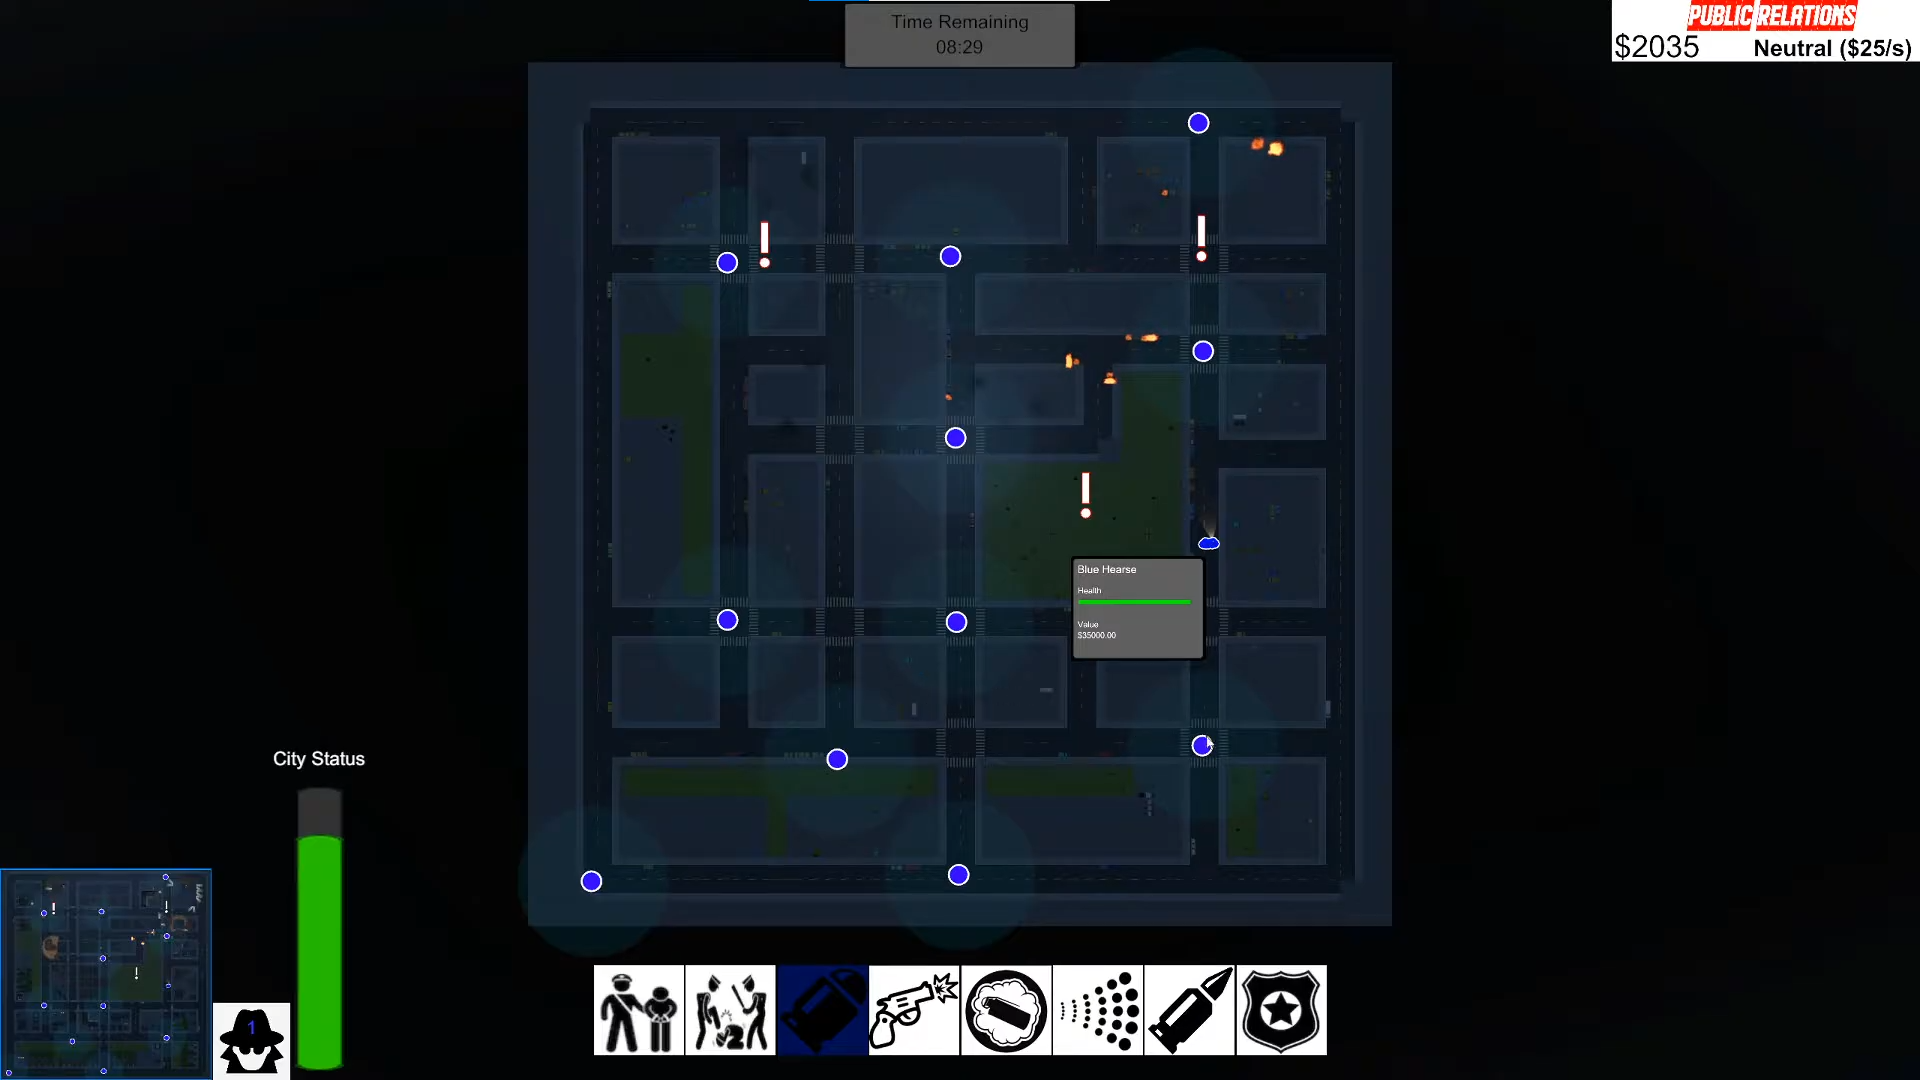 Time Remaining
08:29
PUBLIC RELATIONS
$2035
Neutral ($25/s)
Blue Hearse
Health
Value
$35000.00
City Status
1